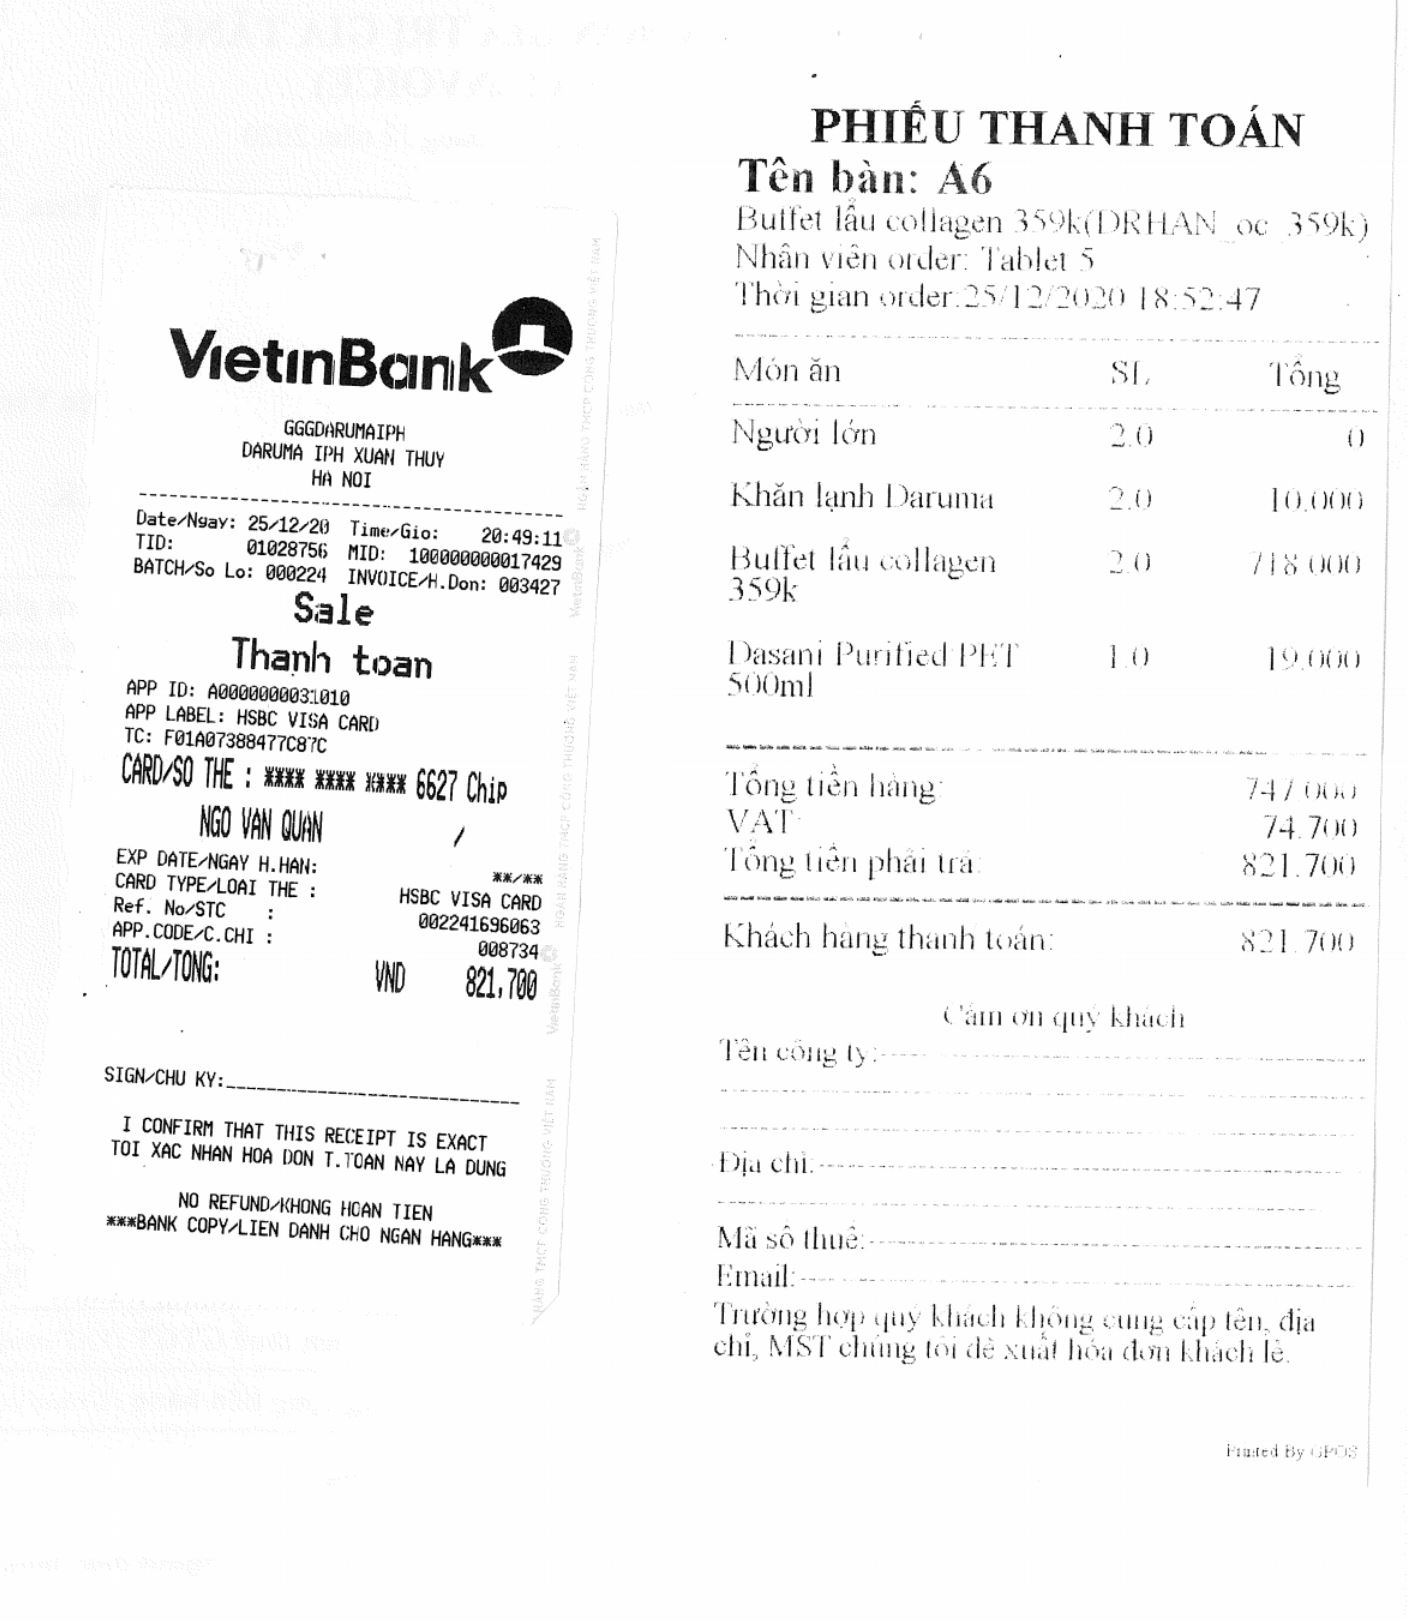 VietinBank
GGGDARUMAIPH
DARUMA IPH XUAN THUY
HA NOI
Date/Ngay: 25/12/20 Time/Gio: 20:49:11
TID: 01028756 MID: 100000000017429
BATCH/So Lo: 000224 INVOICE/H.Don: 003427
Sale
Thanh toan
APP ID: A0000000031010
APP LABEL: HSBC VISA CARD
TC: F01A07388477C87C
CARD/SO THE : **** **** **** 6627 Chip
NGO VAN QUAN /
EXP DATE/NGAY H.HAN: **/**
CARD TYPE/LOAI THE : HSBC VISA CARD
Ref. No/STC : 002241696063
APP.CODE/C.CHI : 008734
TOTAL/TONG: VND 821,700
SIGN/CHU KY:
I CONFIRM THAT THIS RECEIPT IS EXACT
TOI XAC NHAN HOA DON T.TOAN NAY LA DUNG
NO REFUND/KHONG HOAN TIEN
***BANK COPY/LIEN DANH CHO NGAN HANG***
PHIẾU THANH TOÁN
Tên bàn: A6
Buffet lẩu collagen 359k(DRHAN_oc_359k)
Nhân viên order: Tablet 5
Thời gian order:25/12/2020 18:52:47
Món ăn SL Tổng
Người lớn 2.0 0
Khăn lạnh Daruma 2.0 10.000
Buffet lẩu collagen 2.0 718.000
359k
Dasani Purified PET 1.0 19.000
500ml
Tổng tiền hàng: 747.000
VAT: 74.700
Tổng tiền phải trả: 821.700
Khách hàng thanh toán: 821.700
Cảm ơn quý khách
Tên công ty:
Địa chỉ:
Mã số thuế:
Email:
Trường hợp quý khách không cung cấp tên, địa
chỉ, MST chúng tôi đề xuất hóa đơn khách lẻ.
Printed By GPOS